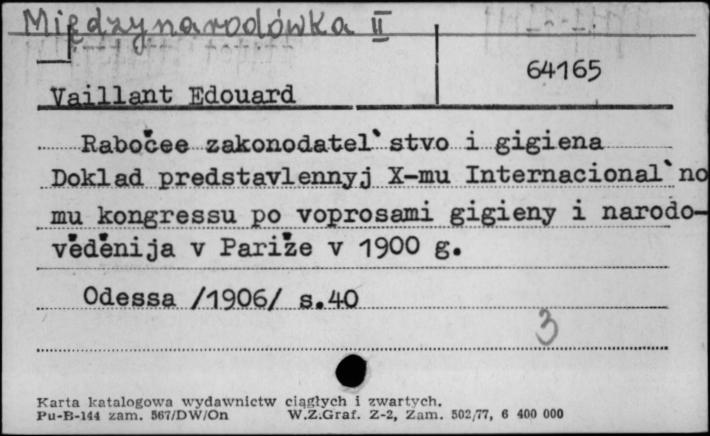 Międzynarodówka II
64165
Vaillant Edouard
Rabočee zakonodatel`stvo i gigiena
Doklad predstavlennyj X-mu Internacional`no
mu kongressu po voprosami gigieny i narodo-
věděnija v Pariže v 1900 g.
Odessa /1906/ s.40
3
Karta katalogowa wydawnictw ciągłych i zwartych.
Pu-B-144 zam. 567/DW/On W.Z.Graf. Z-2, Zam. 502/77, 6 400 000